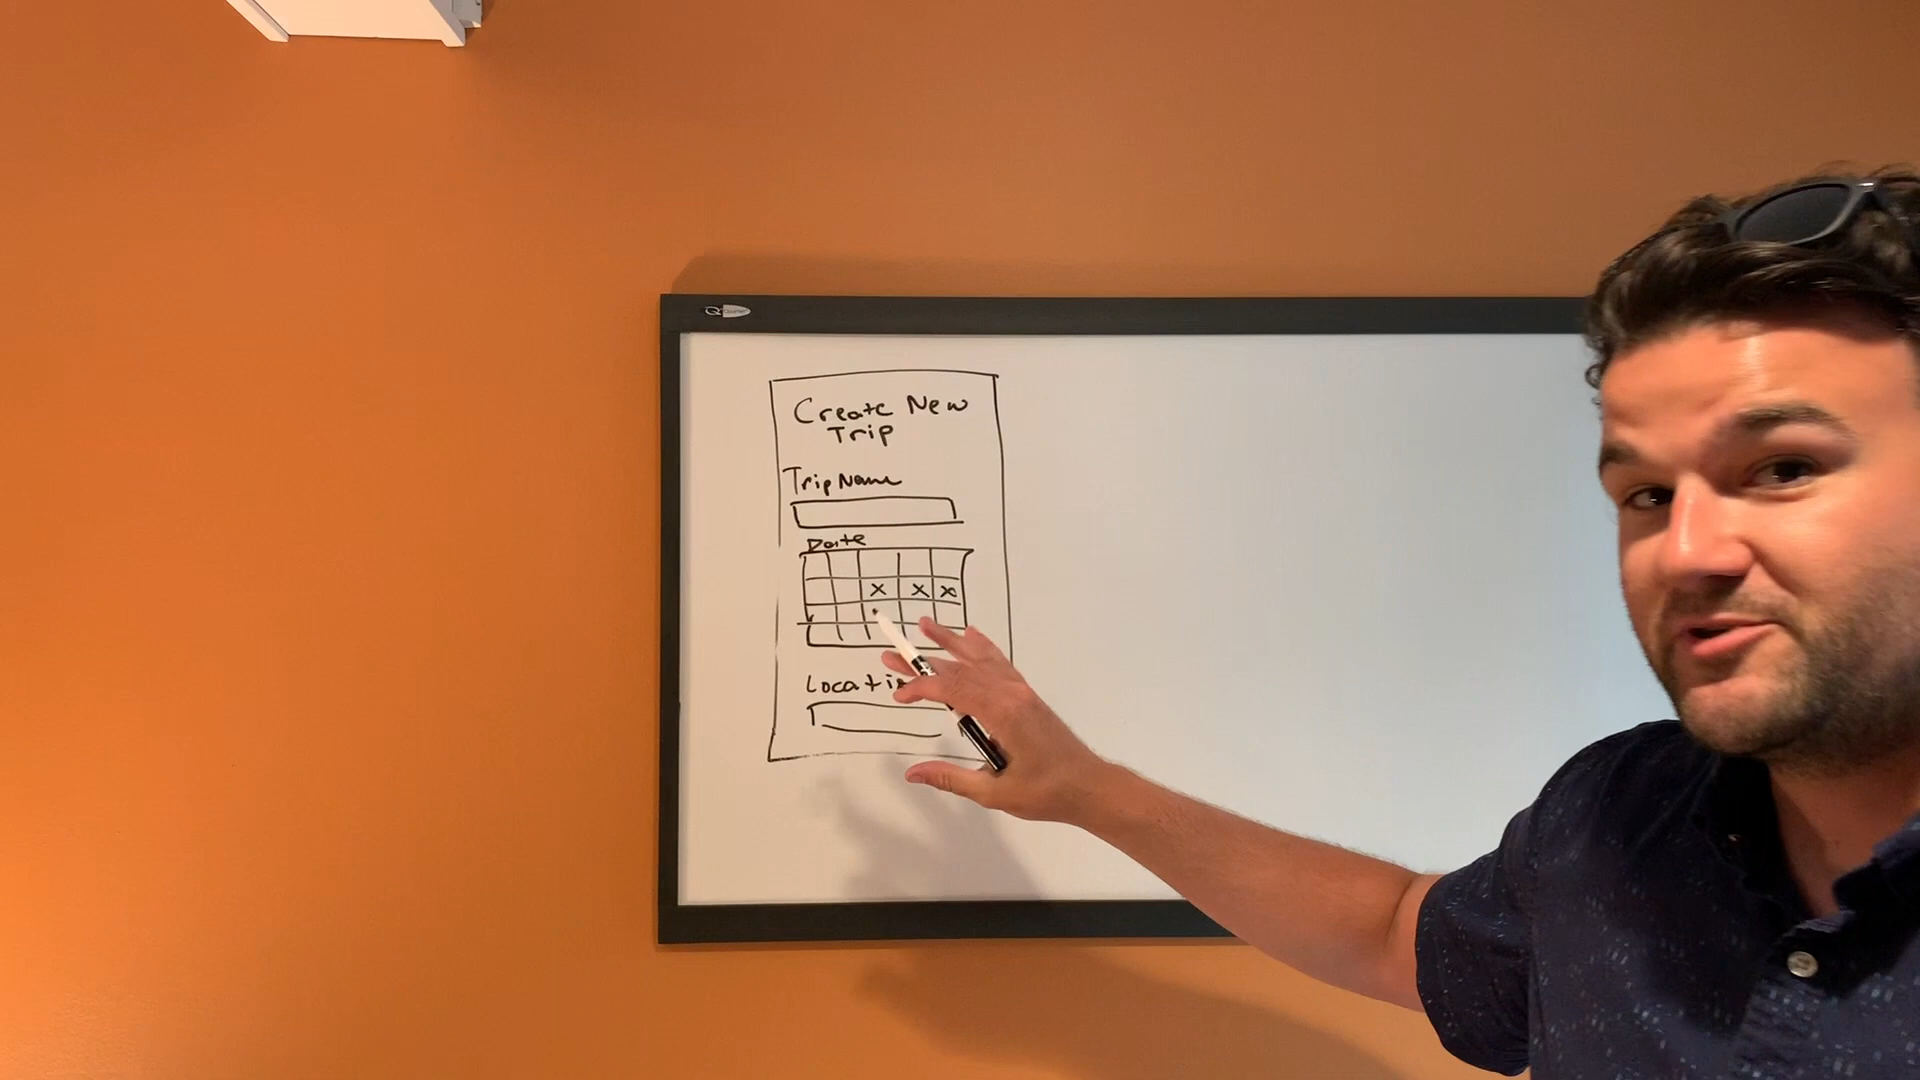 Create New
Trip
Trip Name
Date
X X X